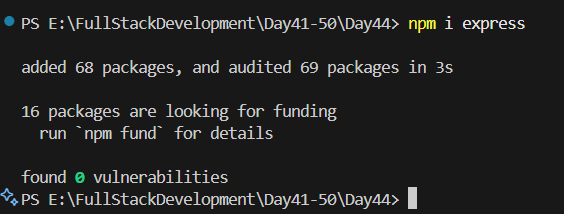 PS E:\FullStackDevelopment\Day41-50\Day44> npm i express
added 68 packages, and audited 69 packages in 3s
16 packages are looking for funding
  run `npm fund` for details
found 0 vulnerabilities
PS E:\FullStackDevelopment\Day41-50\Day44>